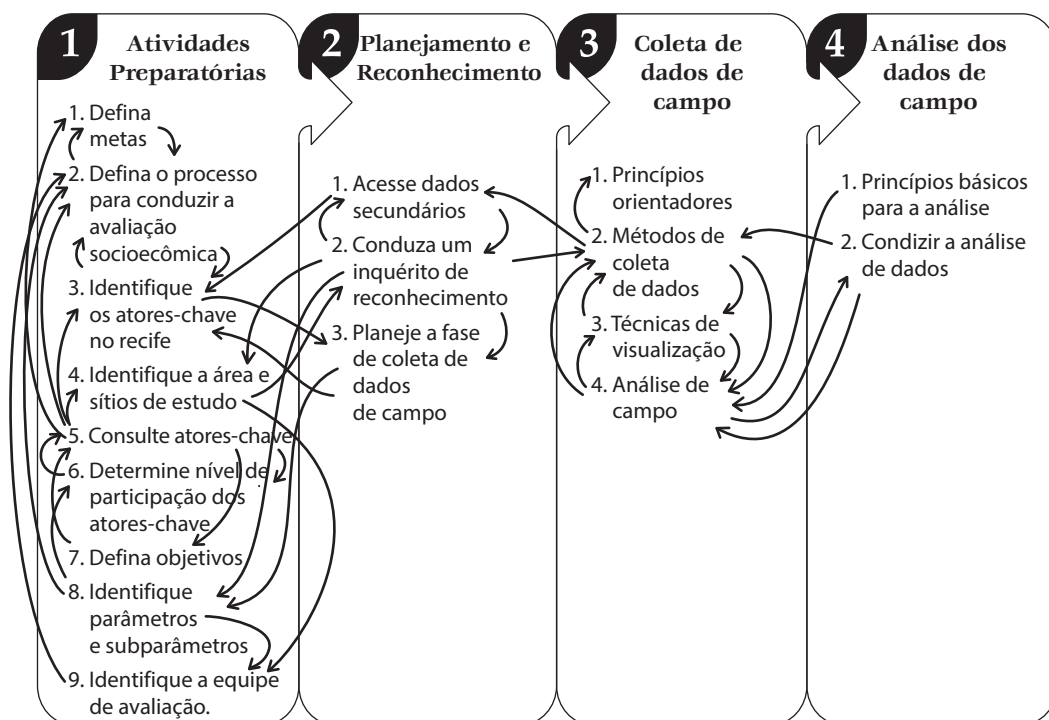 1 Atividades
Preparatórias
1. Defina
metas
2. Defina o processo
para conduzir a
avaliação
socioecômica
3. Identifique
os atores-chave
no recife
4. Identifique a área e
sítios de estudo
5. Consulte atores-chave
6. Determine nível de
participação dos
atores-chave
7. Defina objetivos
8. Identifique
parâmetros
e subparâmetros
9. Identifique a equipe
de avaliação.
2 Planejamento e
Reconhecimento
1. Acesse dados
secundários
2. Conduza um
inquérito de
reconhecimento
3. Planeje a fase
de coleta de
dados
de campo
3 Coleta de
dados de
campo
1. Princípios
orientadores
2. Métodos de
coleta
de dados
3. Técnicas de
visualização
4. Análise de
campo
4 Análise dos
dados de
campo
1. Princípios básicos
para a análise
2. Condizir a análise
de dados